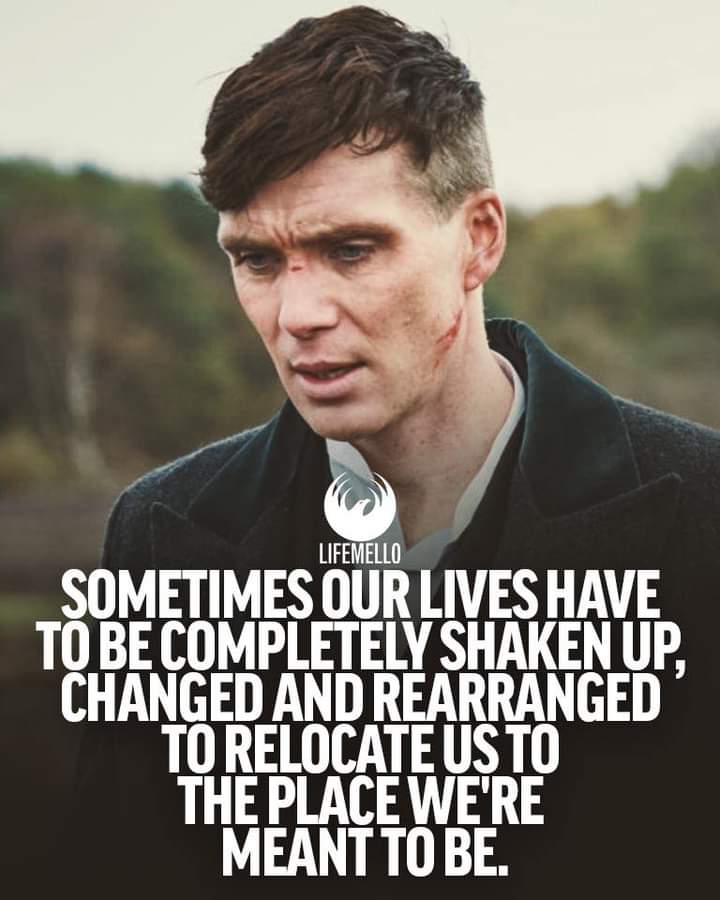 LIFEMELLO
SOMETIMES OUR LIVES HAVE
TO BE COMPLETELY SHAKEN UP,
CHANGED AND REARRANGED
TO RELOCATE US TO
THE PLACE WE'RE
MEANT TO BE.